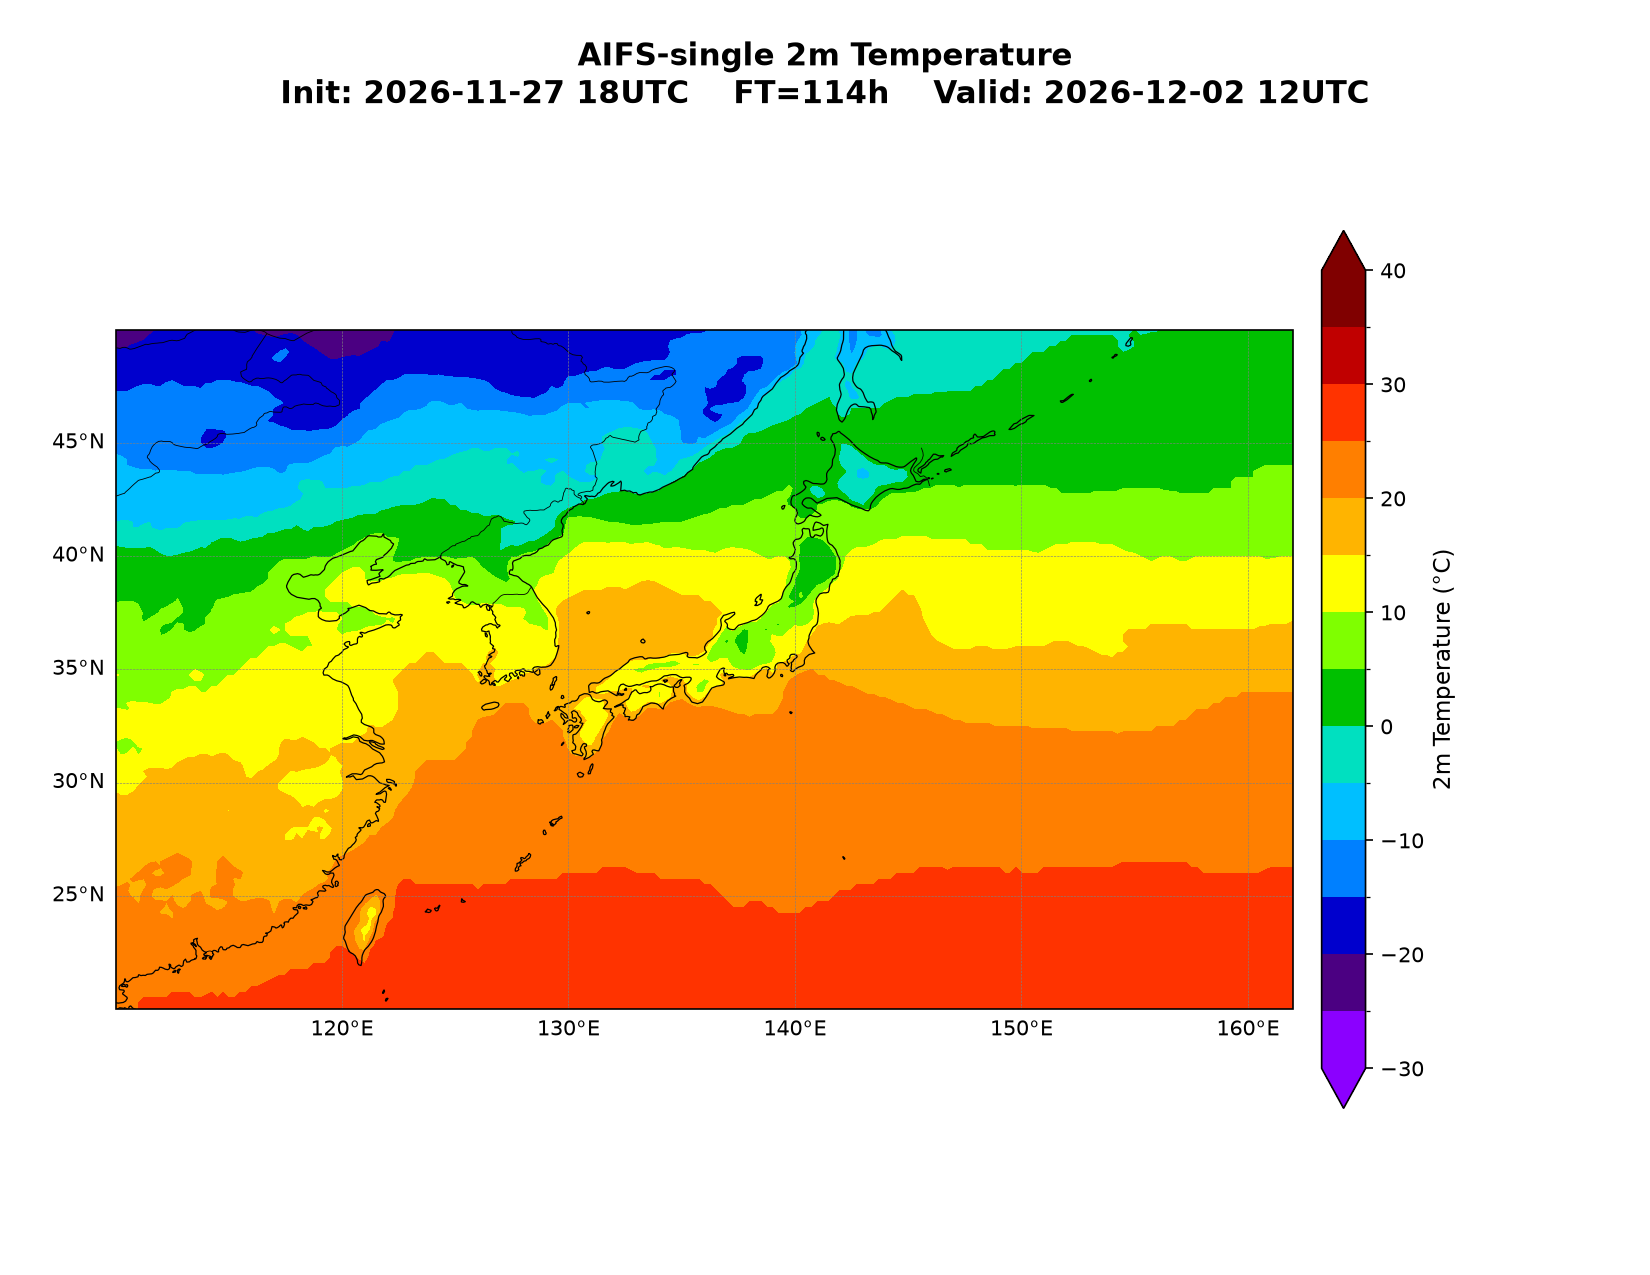 AIFS-single 2m Temperature
Init: 2026-11-27 18UTC    FT=114h    Valid: 2026-12-02 12UTC
45°N
40°N
35°N
30°N
25°N
120°E
130°E
140°E
150°E
160°E
40
30
20
10
0
−10
−20
−30
2m Temperature (°C)